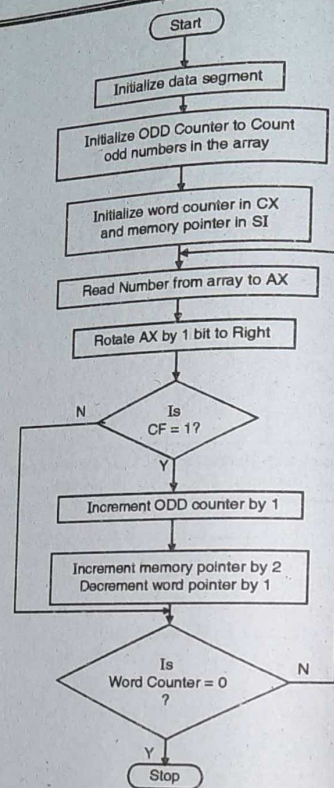 Start
Initialize data segment
Initialize ODD Counter to Count
odd numbers in the array
Initialize word counter in CX
and memory pointer in SI
Read Number from array to AX
Rotate AX by 1 bit to Right
N
Is
CF = 1?
Y
Increment ODD counter by 1
Increment memory pointer by 2
Decrement word pointer by 1
Is
Word Counter = 0
?
N
Y
Stop